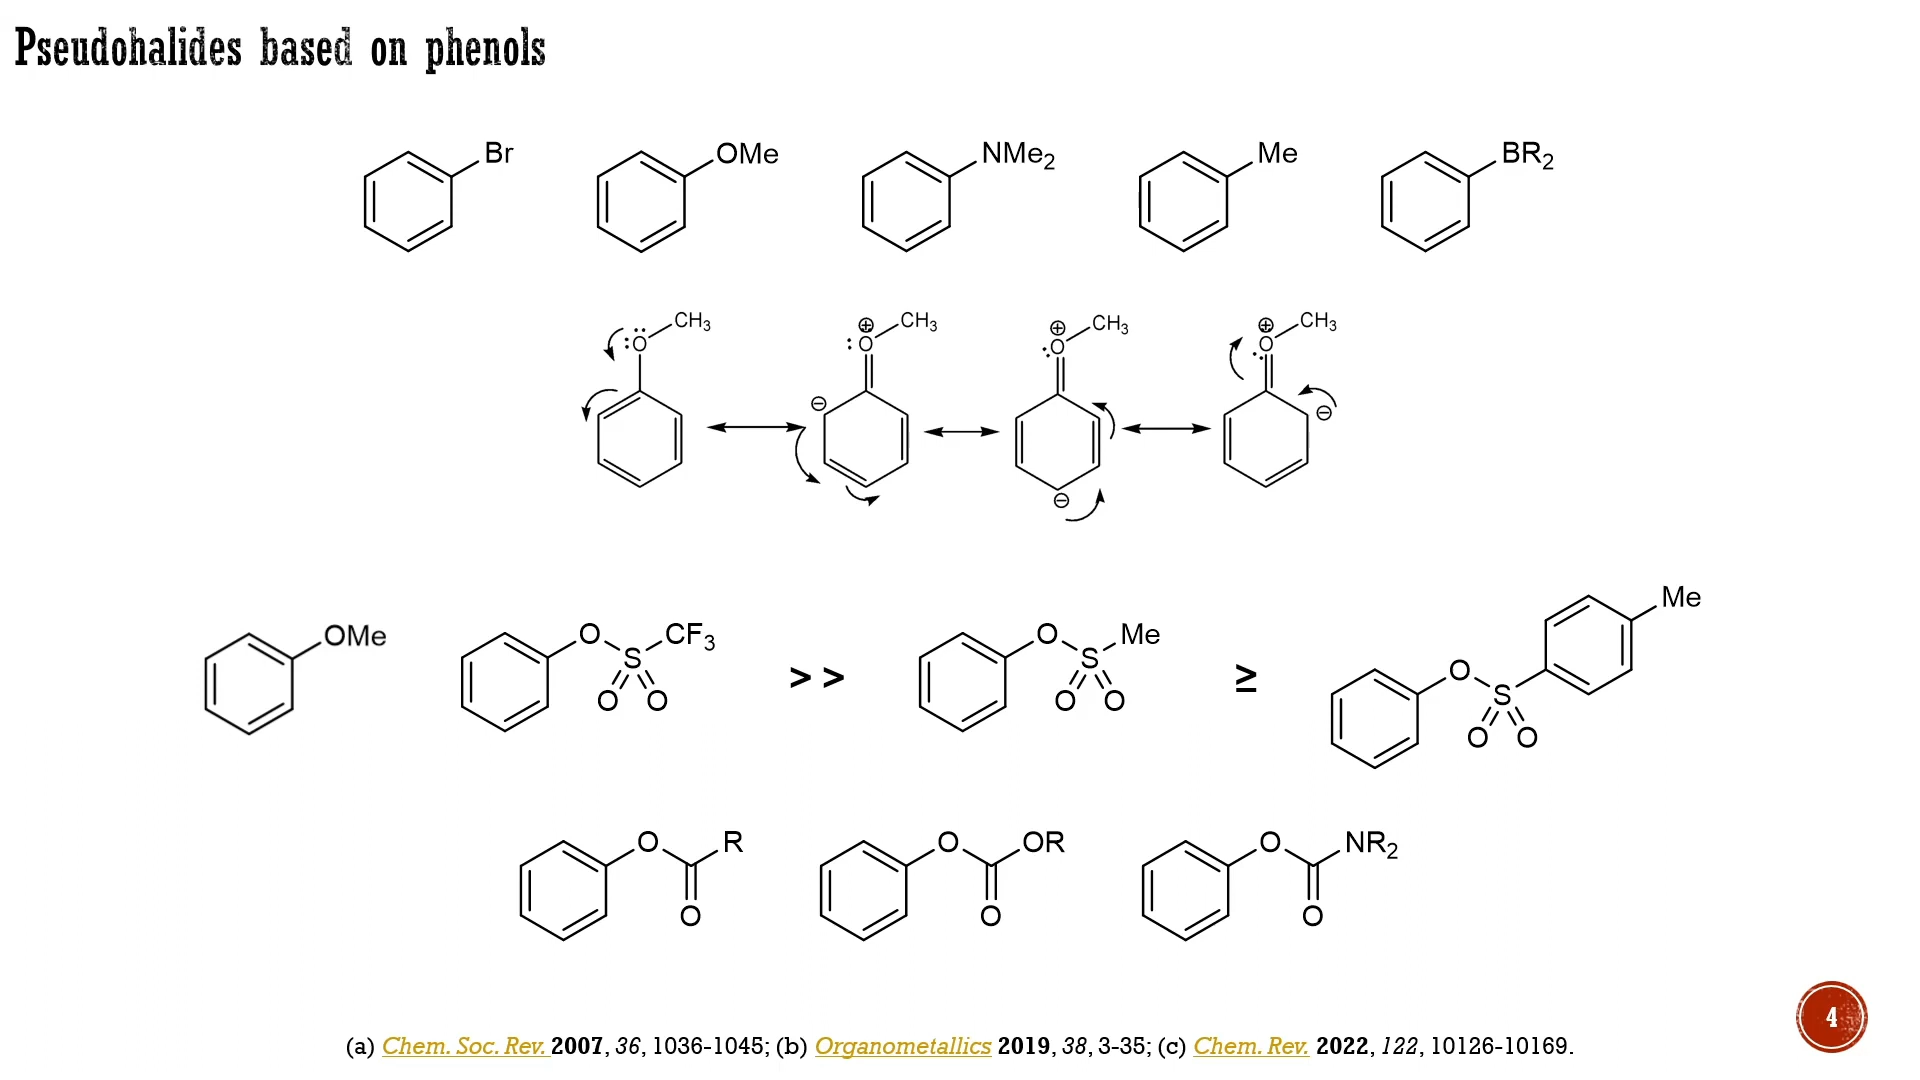 Pseudohalides based on phenols
Br OMe NMe2 Me BR2
CH3 CH3 CH3 CH3
:Ö ⊕ :O ⊕ :O ⊕ :O
⊖ ⊖ ⊖
OMe O S CF3 O O >> O S Me O O ≥ O S O O Me
O R O O OR O O NR2 O
4
(a) Chem. Soc. Rev. 2007, 36, 1036-1045; (b) Organometallics 2019, 38, 3-35; (c) Chem. Rev. 2022, 122, 10126-10169.